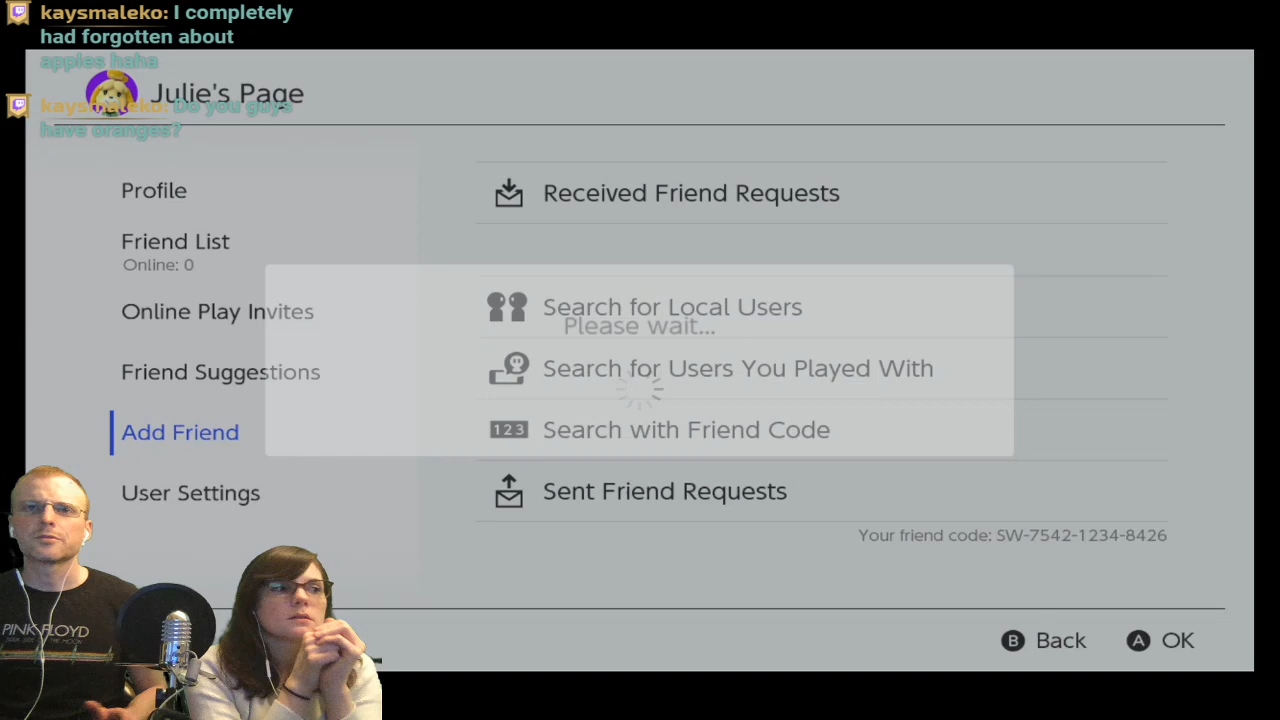 kaysmaleko: I completely
had forgotten about
apples haha
Julie's Page
kaysmaleko: Do you guys
have oranges?
Profile
Friend List
Online: 0
Online Play Invites
Friend Suggestions
Add Friend
User Settings
Received Friend Requests
Search for Local Users
Please wait...
Search for Users You Played With
123 Search with Friend Code
Sent Friend Requests
Your friend code: SW-7542-1234-8426
B Back A OK
PINK FLOYD